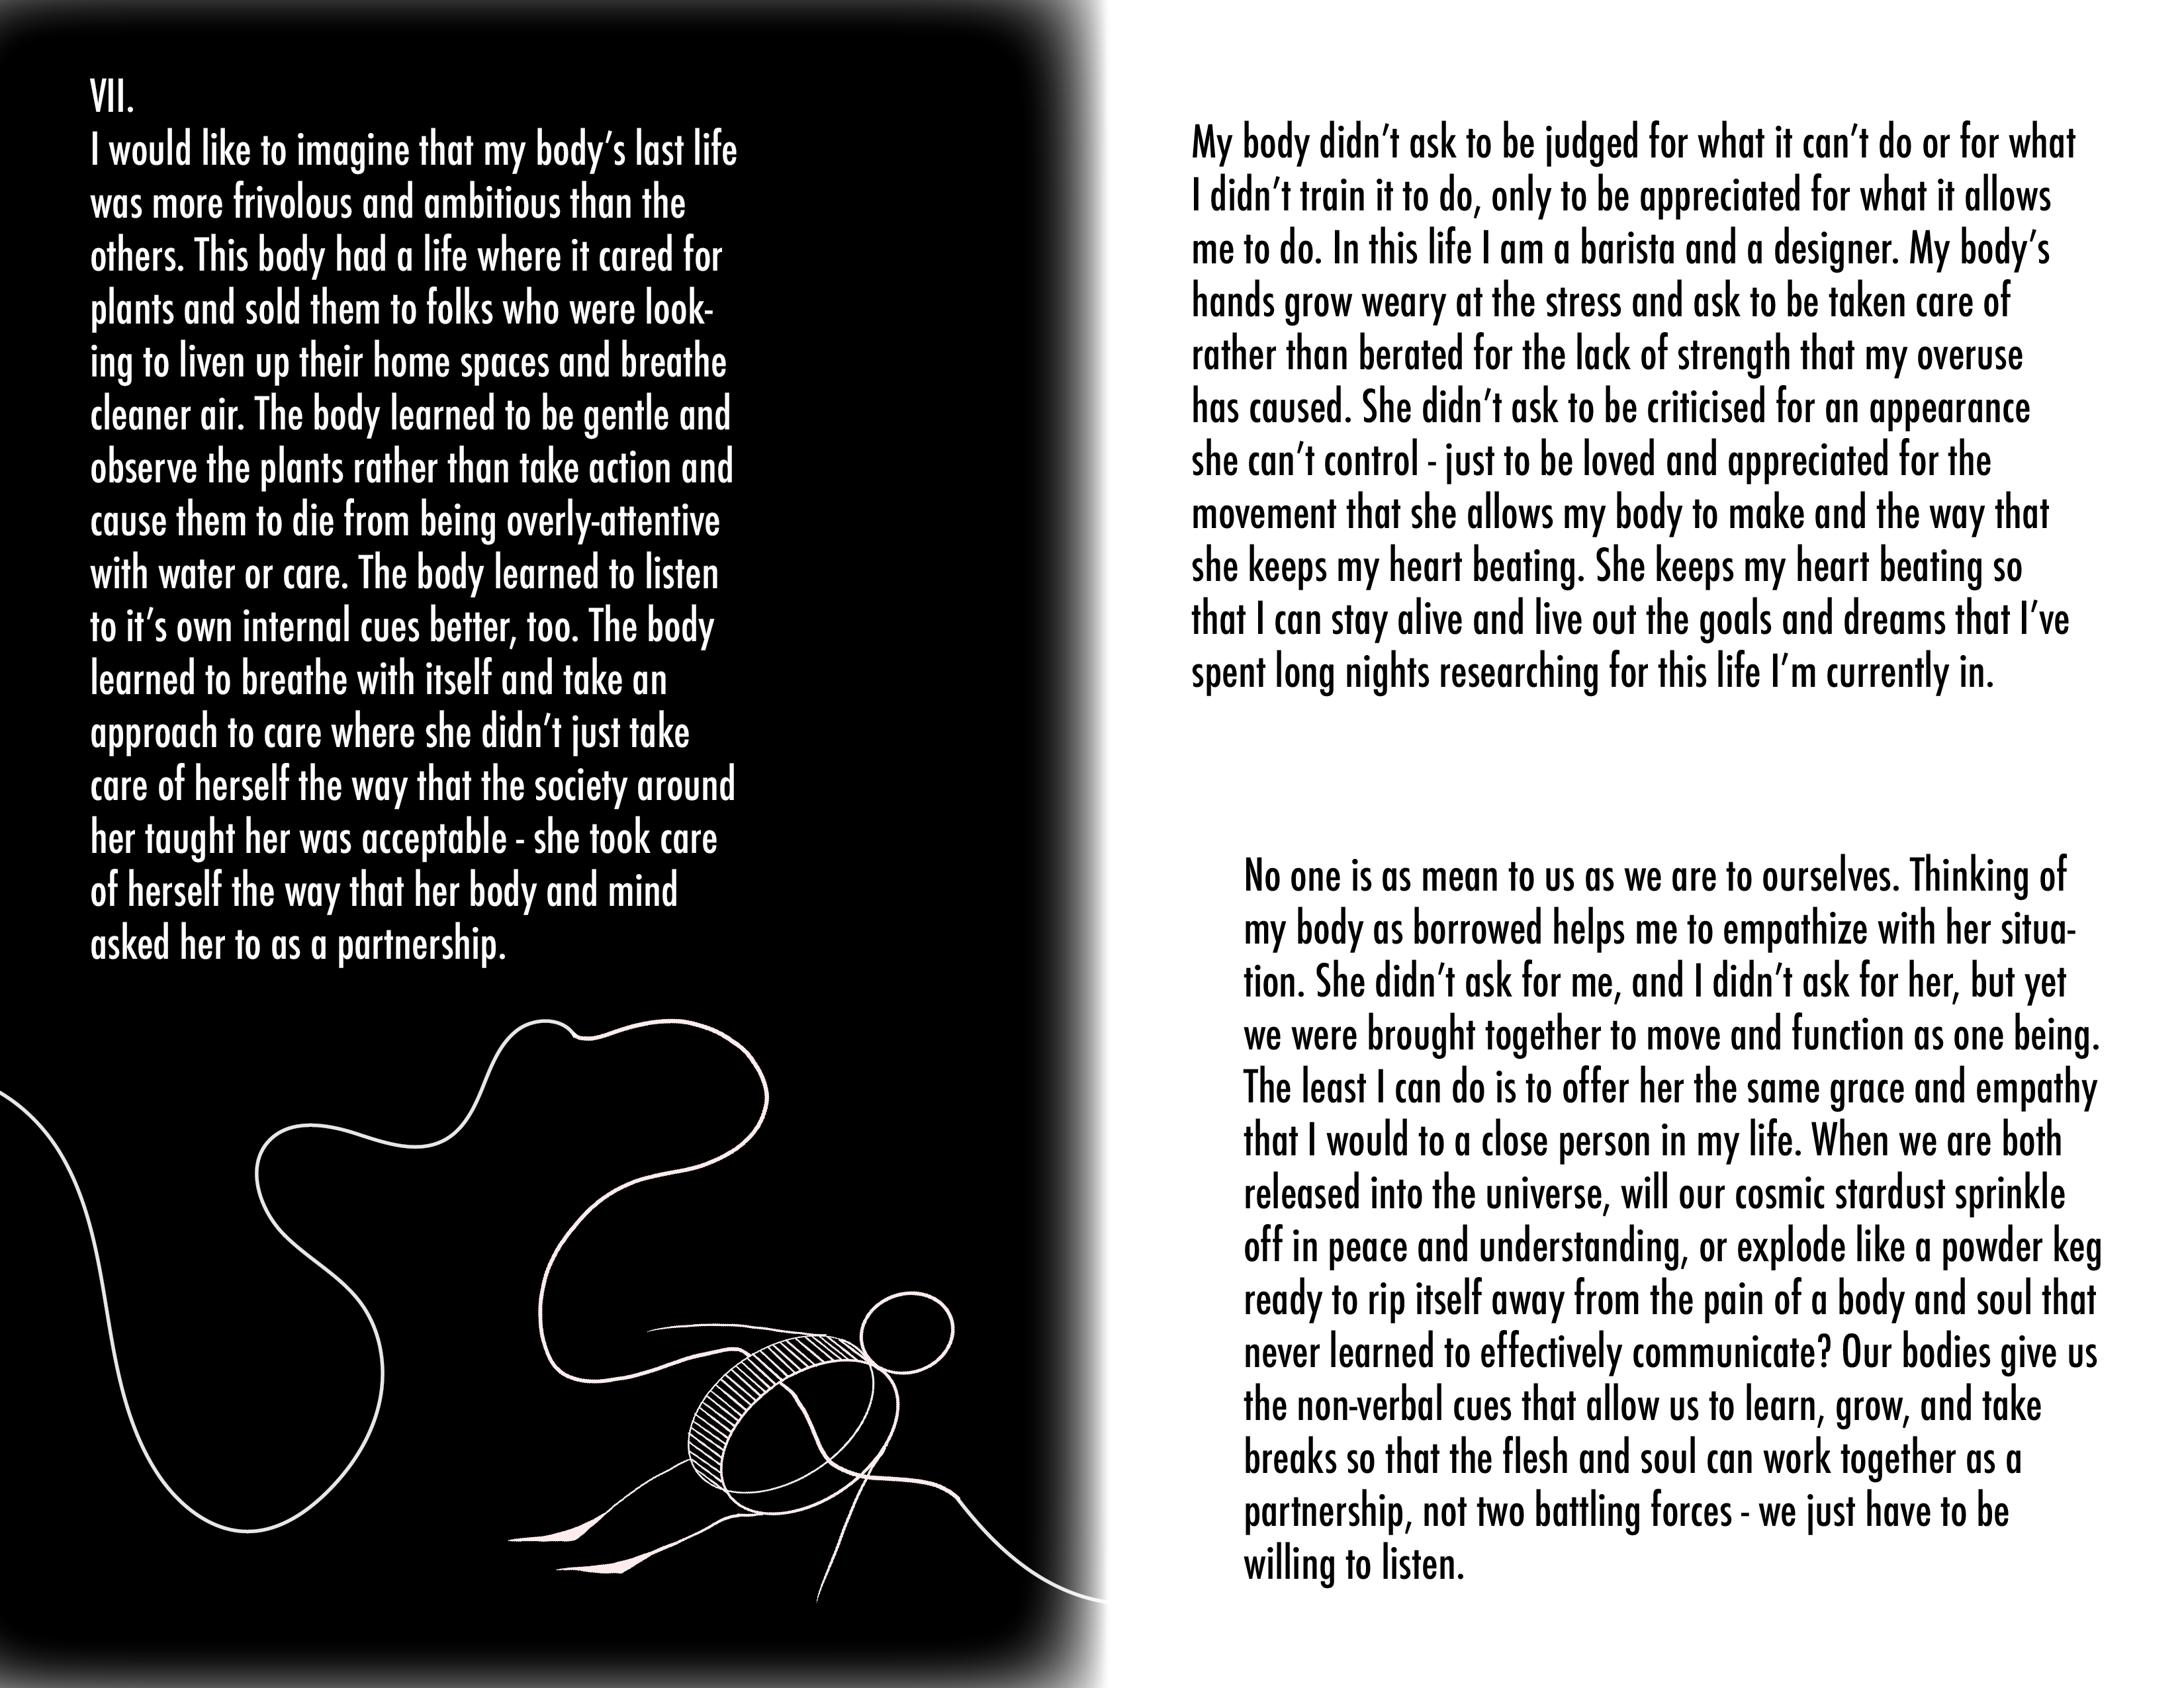 VII.
I would like to imagine that my body’s last life
was more frivolous and ambitious than the
others. This body had a life where it cared for
plants and sold them to folks who were look-
ing to liven up their home spaces and breathe
cleaner air. The body learned to be gentle and
observe the plants rather than take action and
cause them to die from being overly-attentive
with water or care. The body learned to listen
to it’s own internal cues better, too. The body
learned to breathe with itself and take an
approach to care where she didn’t just take
care of herself the way that the society around
her taught her was acceptable - she took care
of herself the way that her body and mind
asked her to as a partnership.
My body didn’t ask to be judged for what it can’t do or for what
I didn’t train it to do, only to be appreciated for what it allows
me to do. In this life I am a barista and a designer. My body’s
hands grow weary at the stress and ask to be taken care of
rather than berated for the lack of strength that my overuse
has caused. She didn’t ask to be criticised for an appearance
she can’t control - just to be loved and appreciated for the
movement that she allows my body to make and the way that
she keeps my heart beating. She keeps my heart beating so
that I can stay alive and live out the goals and dreams that I’ve
spent long nights researching for this life I’m currently in.
No one is as mean to us as we are to ourselves. Thinking of
my body as borrowed helps me to empathize with her situa-
tion. She didn’t ask for me, and I didn’t ask for her, but yet
we were brought together to move and function as one being.
The least I can do is to offer her the same grace and empathy
that I would to a close person in my life. When we are both
released into the universe, will our cosmic stardust sprinkle
off in peace and understanding, or explode like a powder keg
ready to rip itself away from the pain of a body and soul that
never learned to effectively communicate? Our bodies give us
the non-verbal cues that allow us to learn, grow, and take
breaks so that the flesh and soul can work together as a
partnership, not two battling forces - we just have to be
willing to listen.